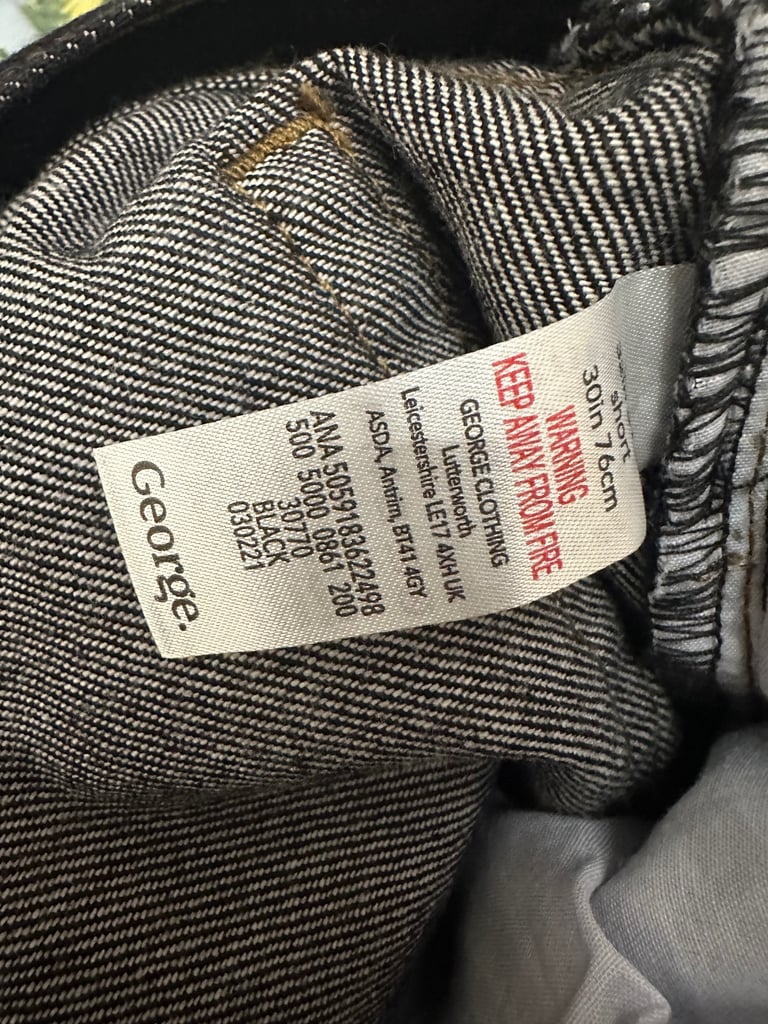 short
30in 76cm
WARNING
KEEP AWAY FROM FIRE
GEORGE CLOTHING
Lutterworth
Leicestershire LE17 4XH UK
ASDA, Antrim, BT41 4GY
ANA 5059183622498
500 5000 0861 200
30770
BLACK
030221
George.